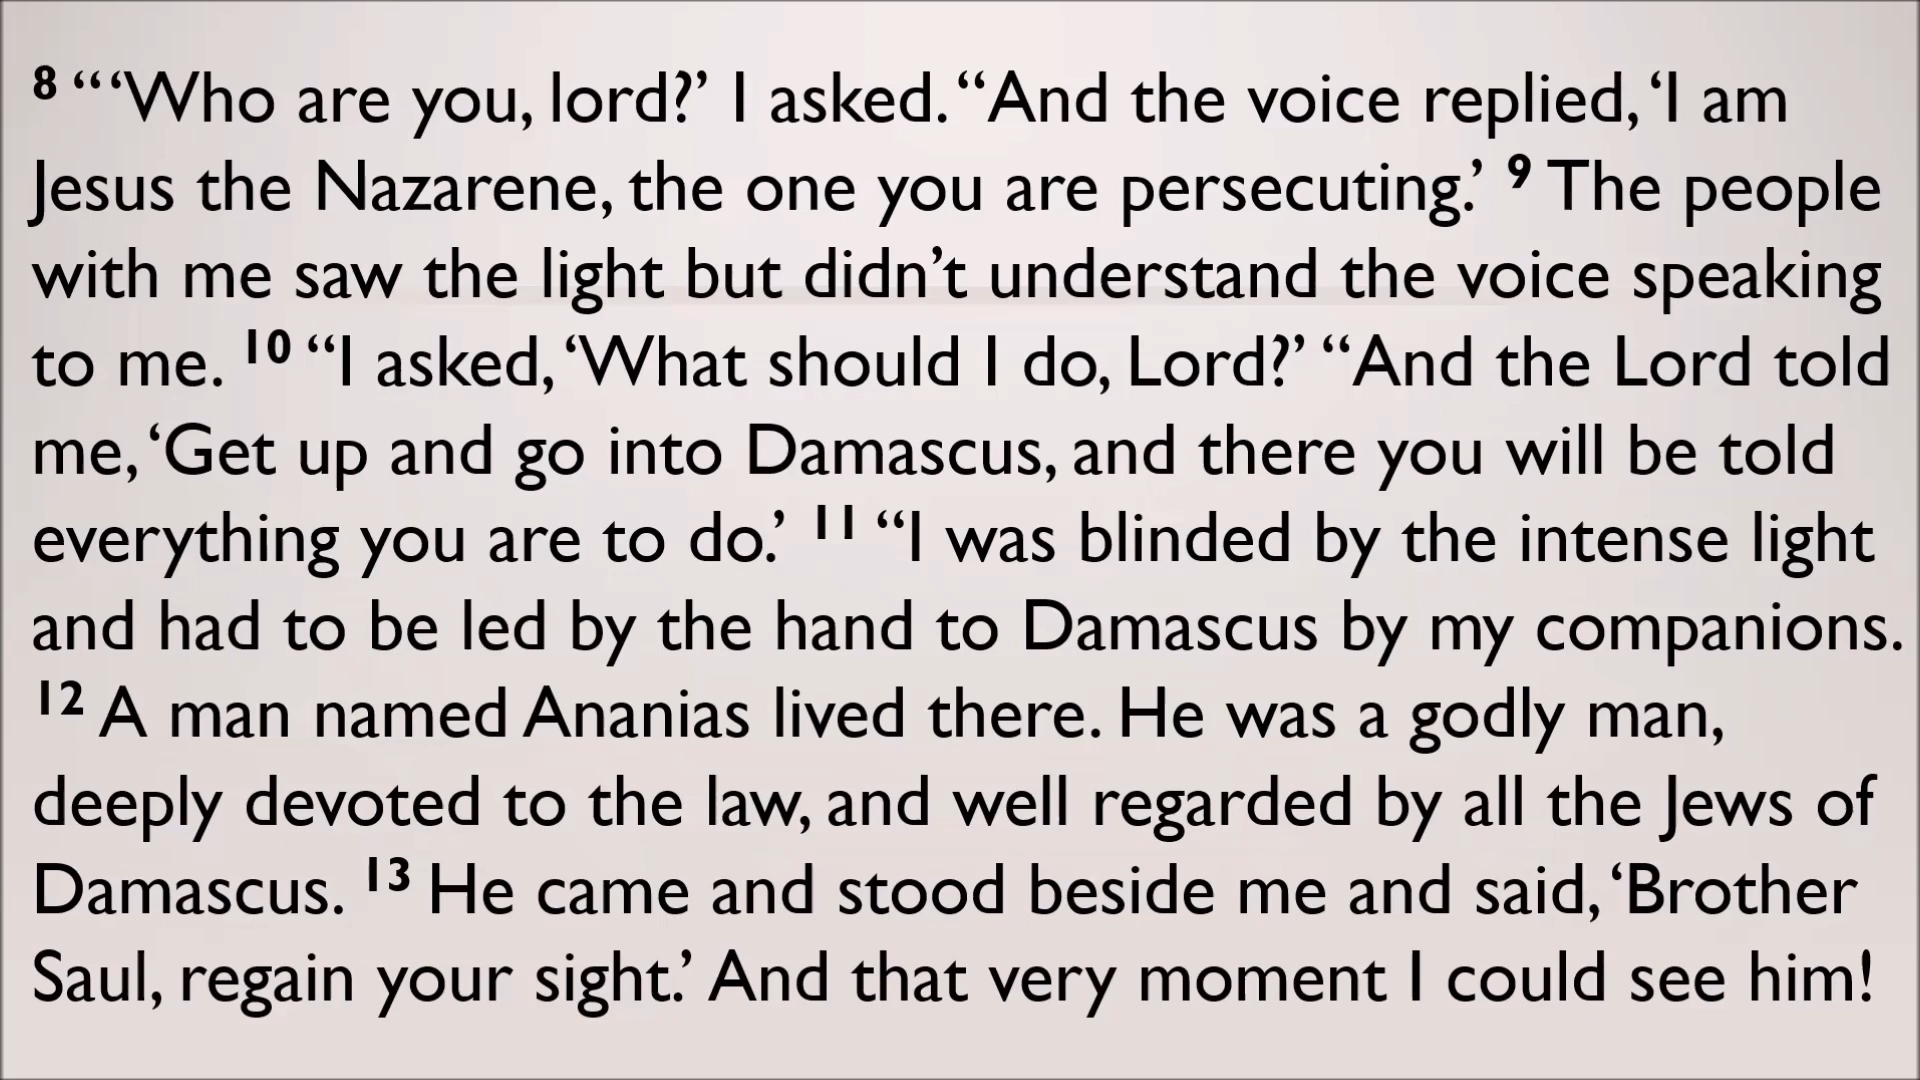 8 “‘Who are you, lord?’ I asked. “And the voice replied, ‘I am
Jesus the Nazarene, the one you are persecuting.’ 9 The people
with me saw the light but didn’t understand the voice speaking
to me. 10 “I asked, ‘What should I do, Lord?’ “And the Lord told
me, ‘Get up and go into Damascus, and there you will be told
everything you are to do.’ 11 “I was blinded by the intense light
and had to be led by the hand to Damascus by my companions.
12 A man named Ananias lived there. He was a godly man,
deeply devoted to the law, and well regarded by all the Jews of
Damascus. 13 He came and stood beside me and said, ‘Brother
Saul, regain your sight.’ And that very moment I could see him!